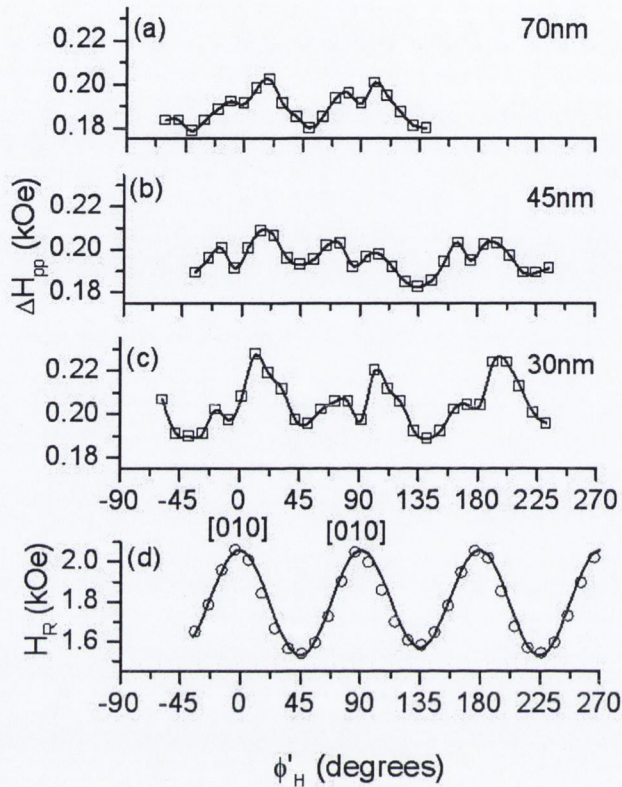 (a) 70nm
0.22
0.20
0.18
(b) 45nm
0.22
0.20
0.18
ΔH_pp (kOe)
(c) 30nm
0.22
0.20
0.18
-90 -45 0 45 90 135 180 225 270
[010] [010]
(d)
2.0
1.6
H_R (kOe)
-90 -45 0 45 90 135 180 225 270
ϕ'_H (degrees)